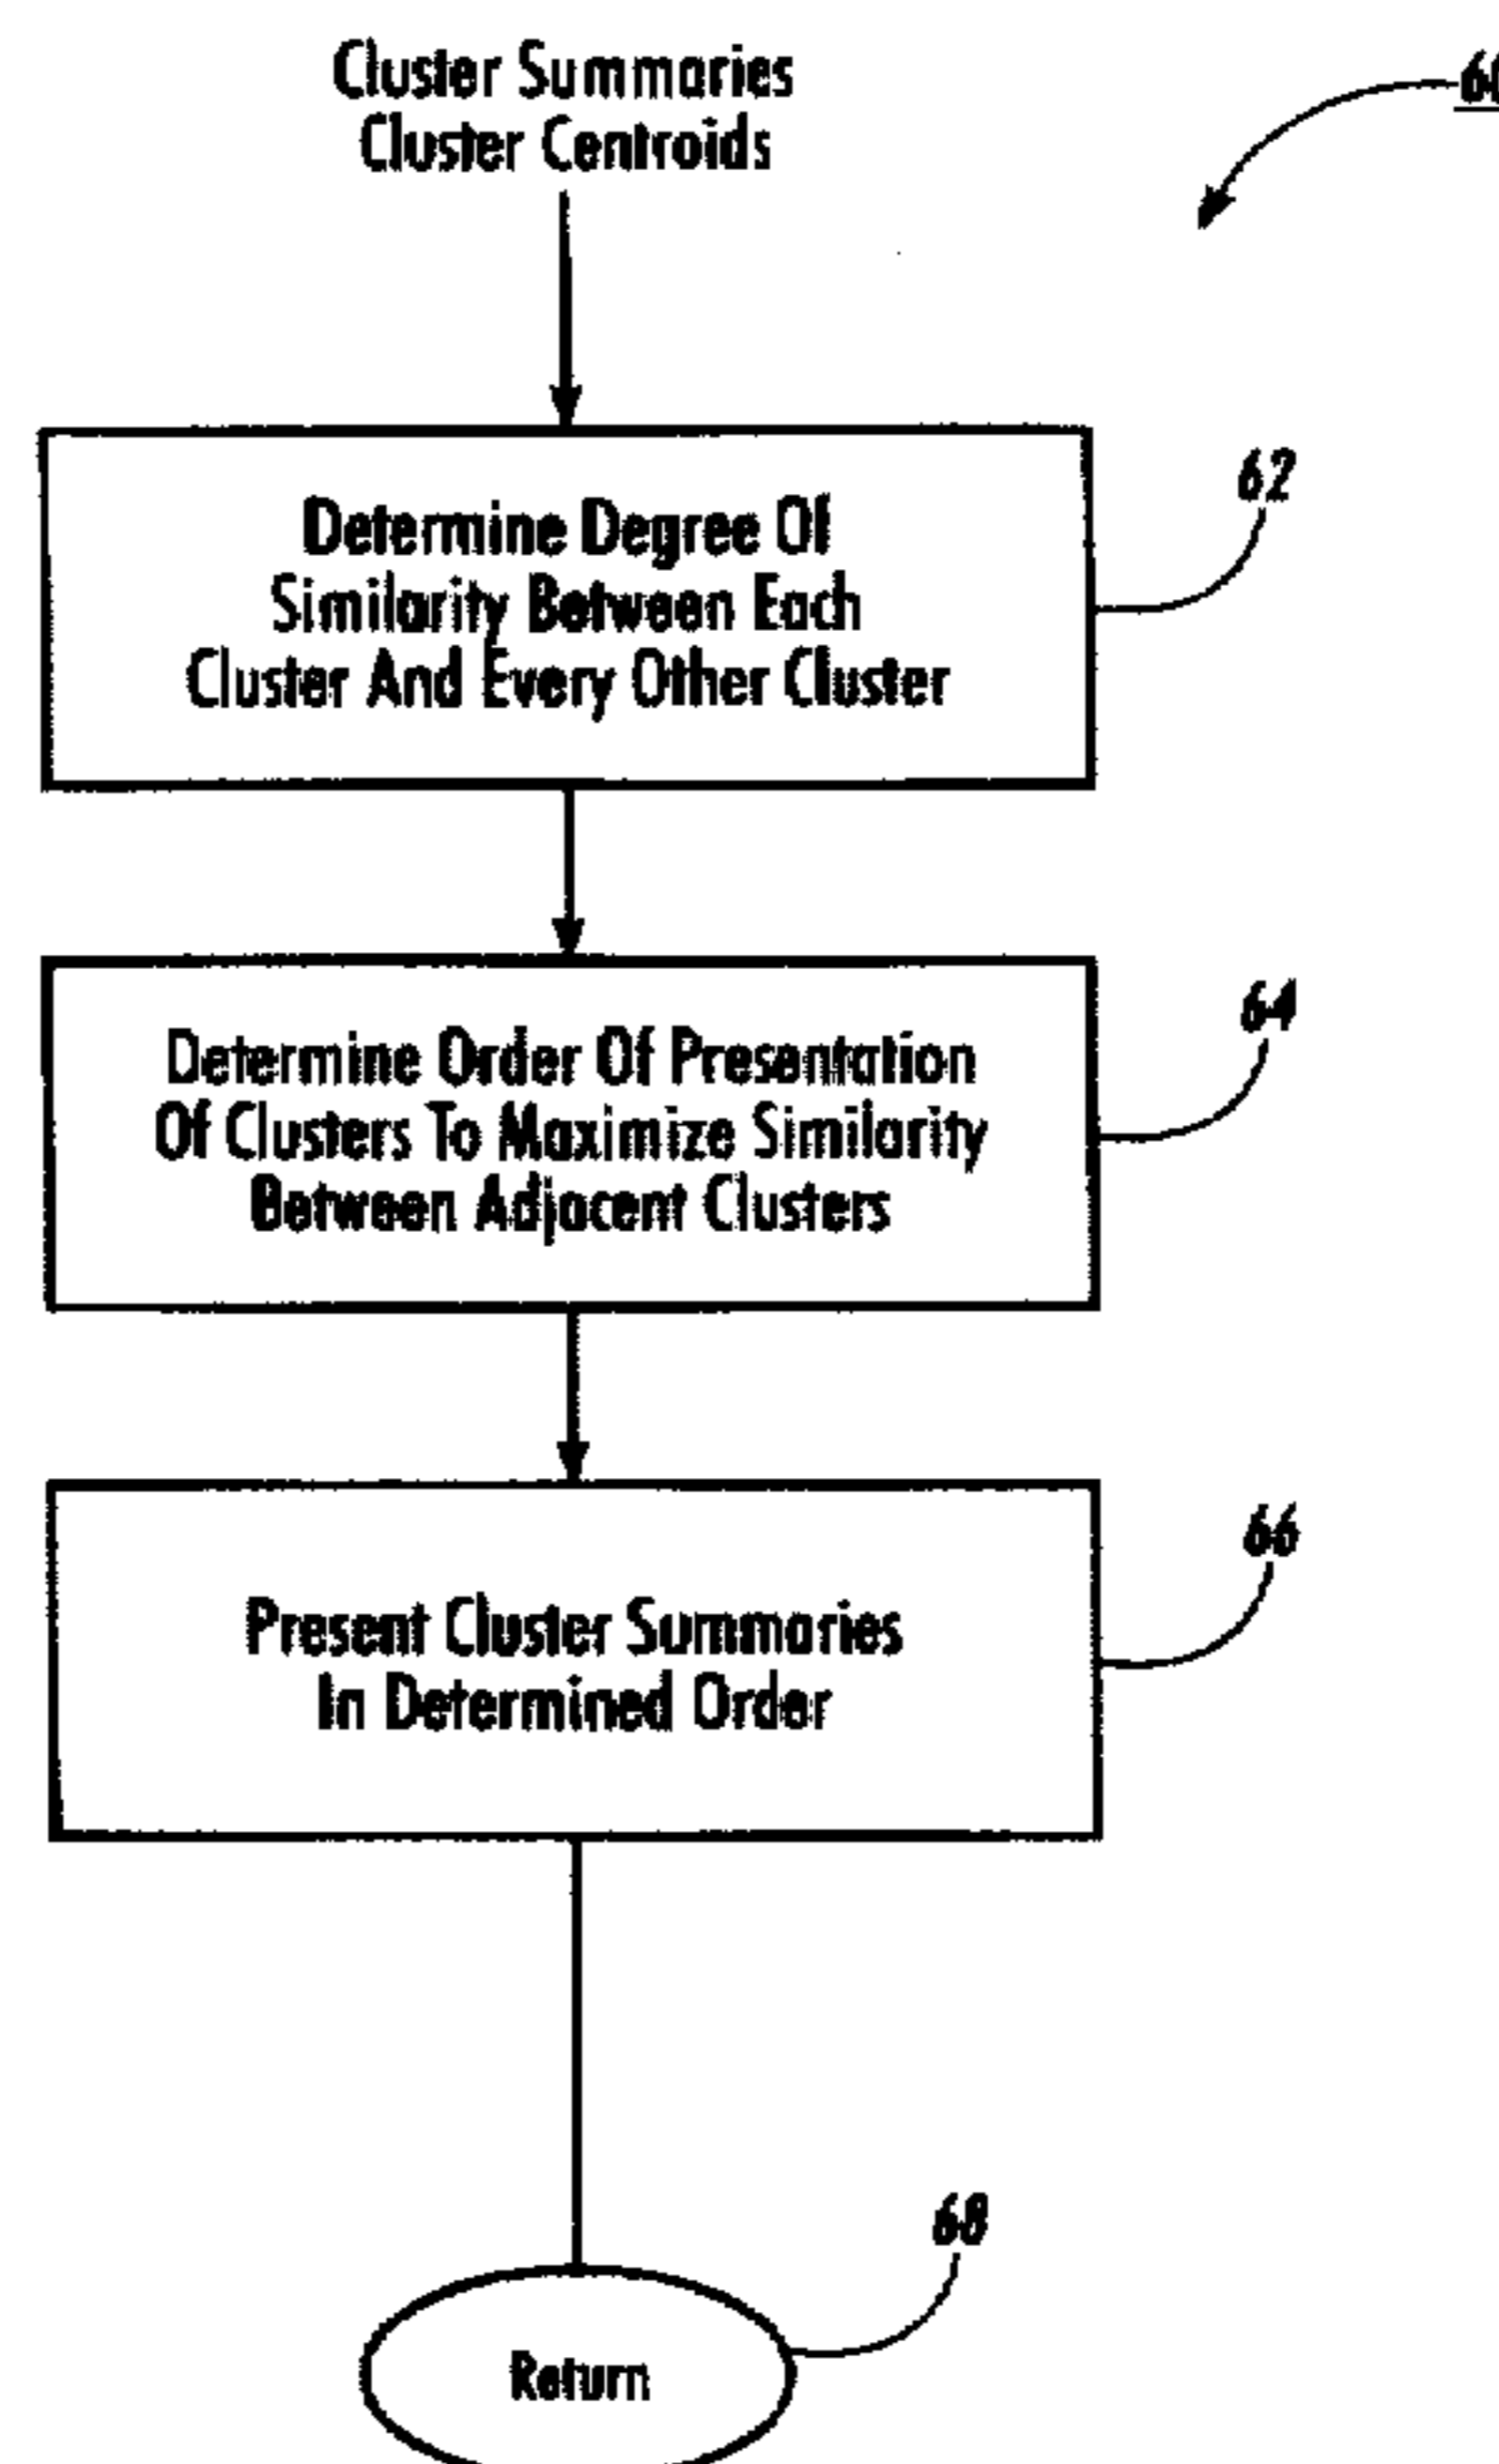 Cluster Summaries
Cluster Centroids
62
Determine Degree Of
Similarity Between Each
Cluster And Every Other Cluster
64
Determine Order Of Presentation
Of Clusters To Maximize Similarity
Between Adjacent Clusters
66
Present Cluster Summaries
In Determined Order
68
Return